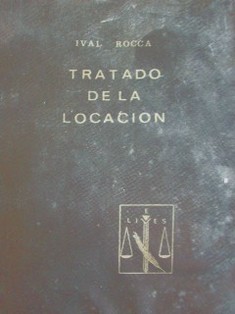 IVAL ROCCA
TRATADO
DE LA
LOCACION
E
LIVES